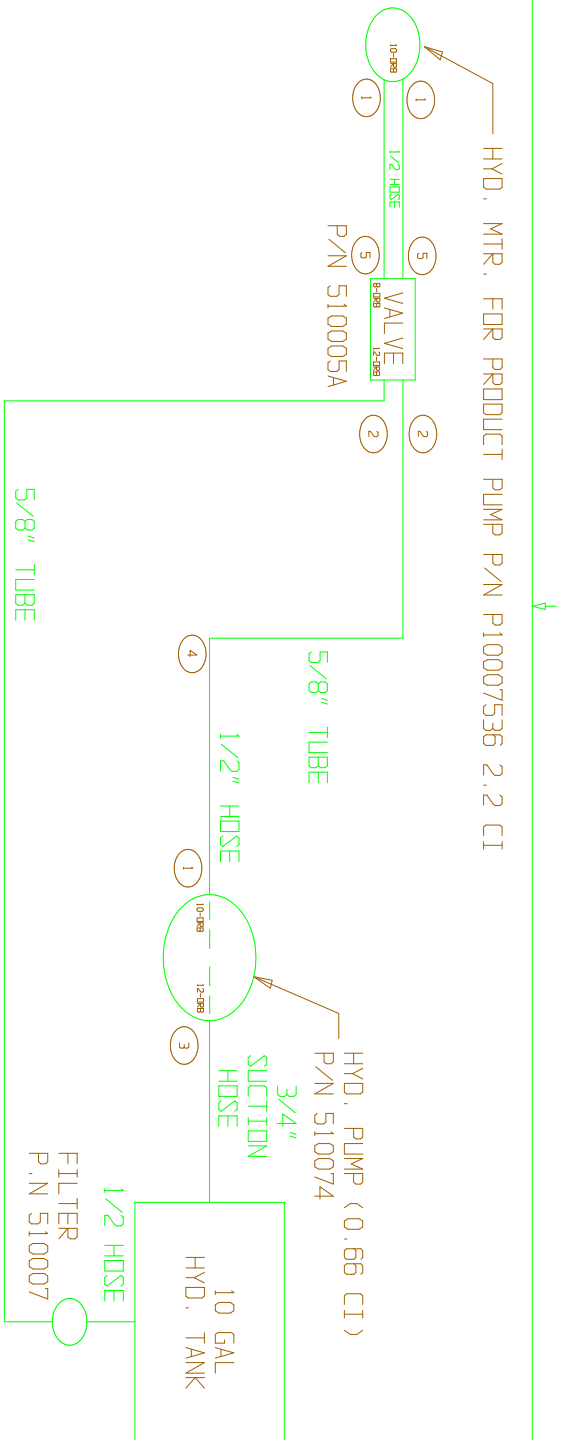 HYD. MTR. FOR PRODUCT PUMP P/N P10007536 2.2 CI
10-ORB
1
1
1/2 HOSE
5
5
VALVE
8-ORB
12-ORB
P/N 510005A
2
2
5/8" TUBE
5/8" TUBE
4
1/2" HOSE
1
10-ORB
12-ORB
3
HYD. PUMP (0.66 CI)
P/N 510074
3/4"
SUCTION
HOSE
10 GAL
HYD. TANK
1/2 HOSE
FILTER
P.N 510007